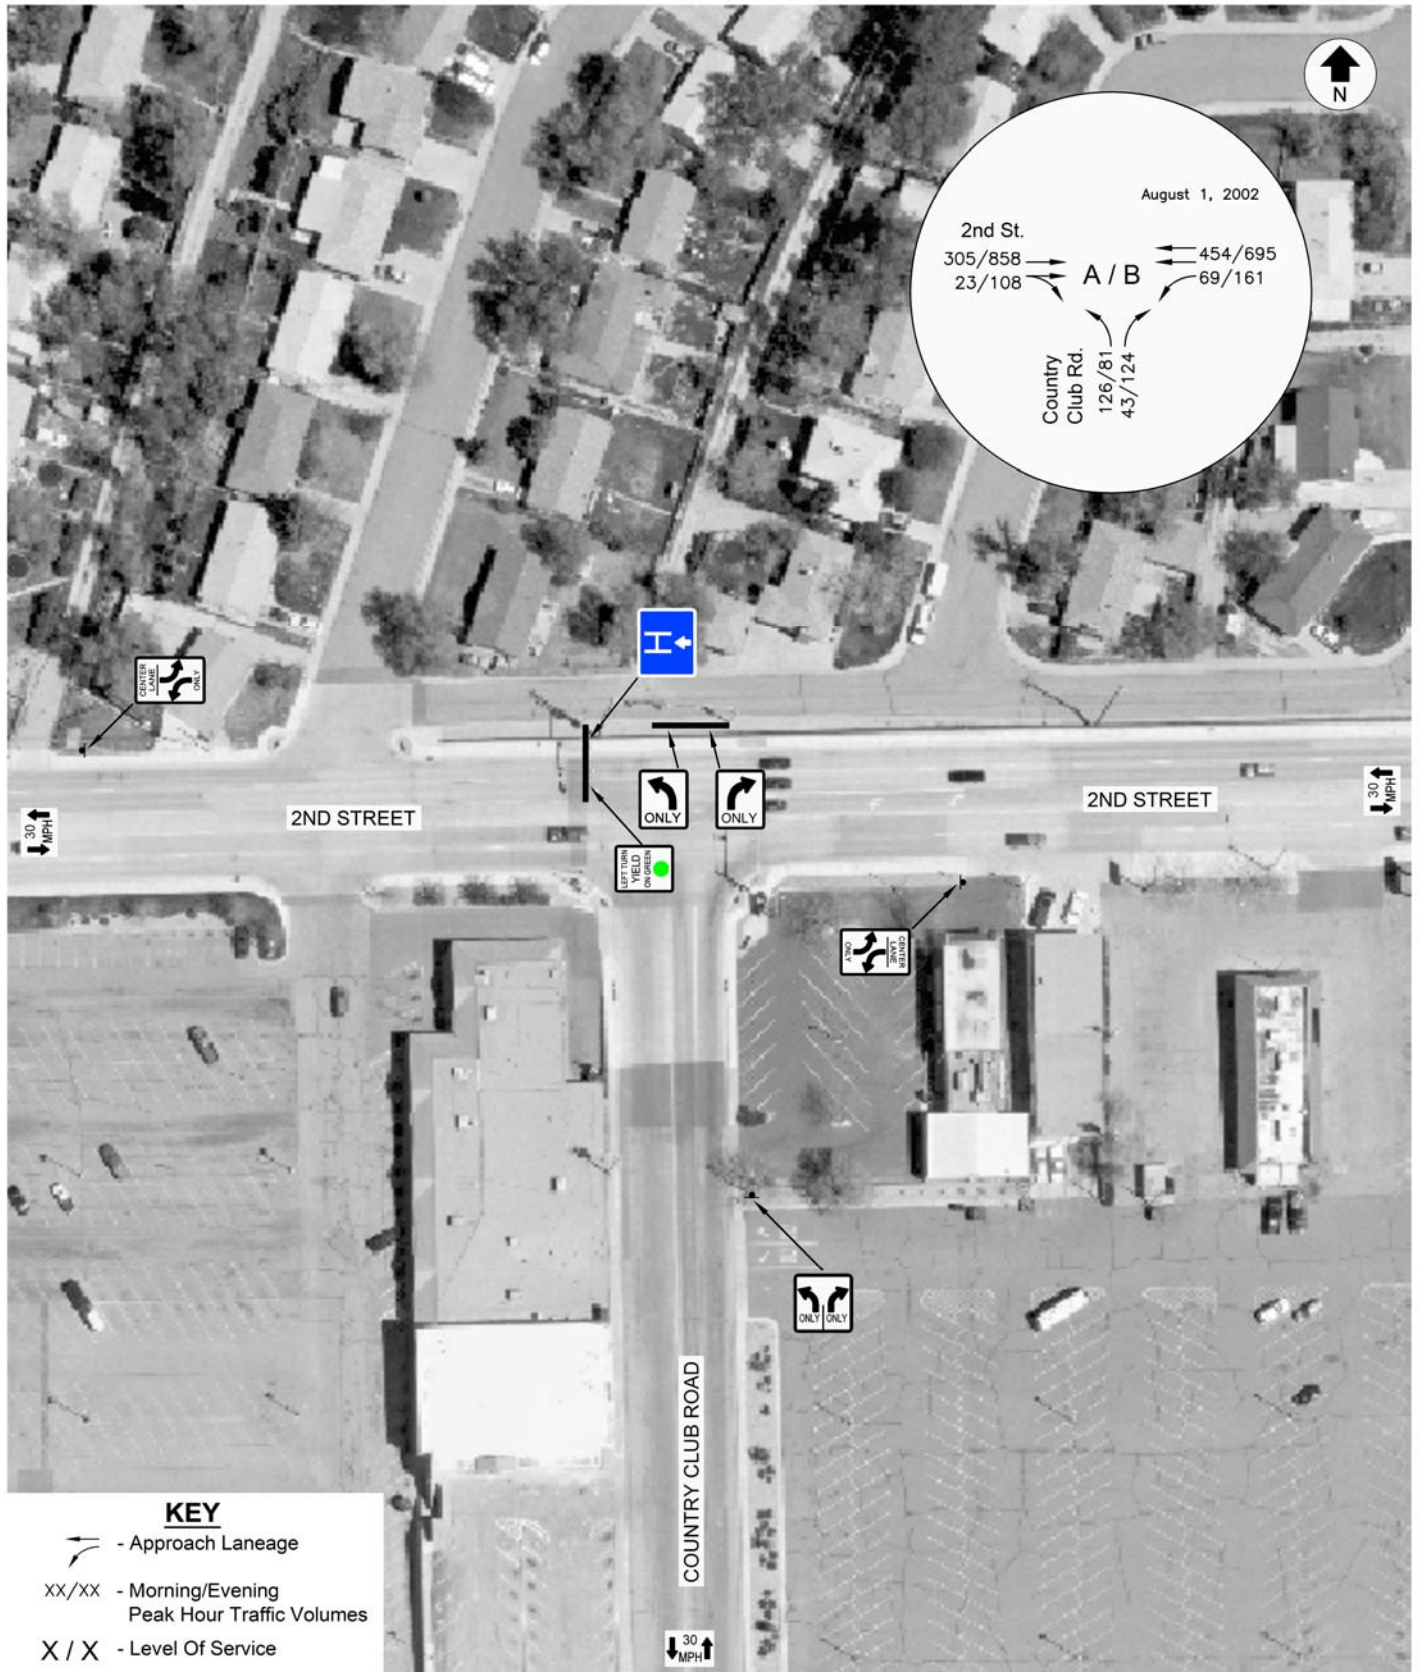 N
August 1, 2002
2nd St.
305/858
23/108
A / B
454/695
69/161
Country
Club Rd.
126/81
43/124
H
CENTER
LANE
ONLY
2ND STREET
ONLY
ONLY
2ND STREET
30
MPH
30
MPH
LEFT TURN
YIELD
ON GREEN
CENTER
LANE
ONLY
ONLY ONLY
COUNTRY CLUB ROAD
30
MPH
KEY
- Approach Laneage
XX/XX - Morning/Evening
Peak Hour Traffic Volumes
X / X - Level Of Service